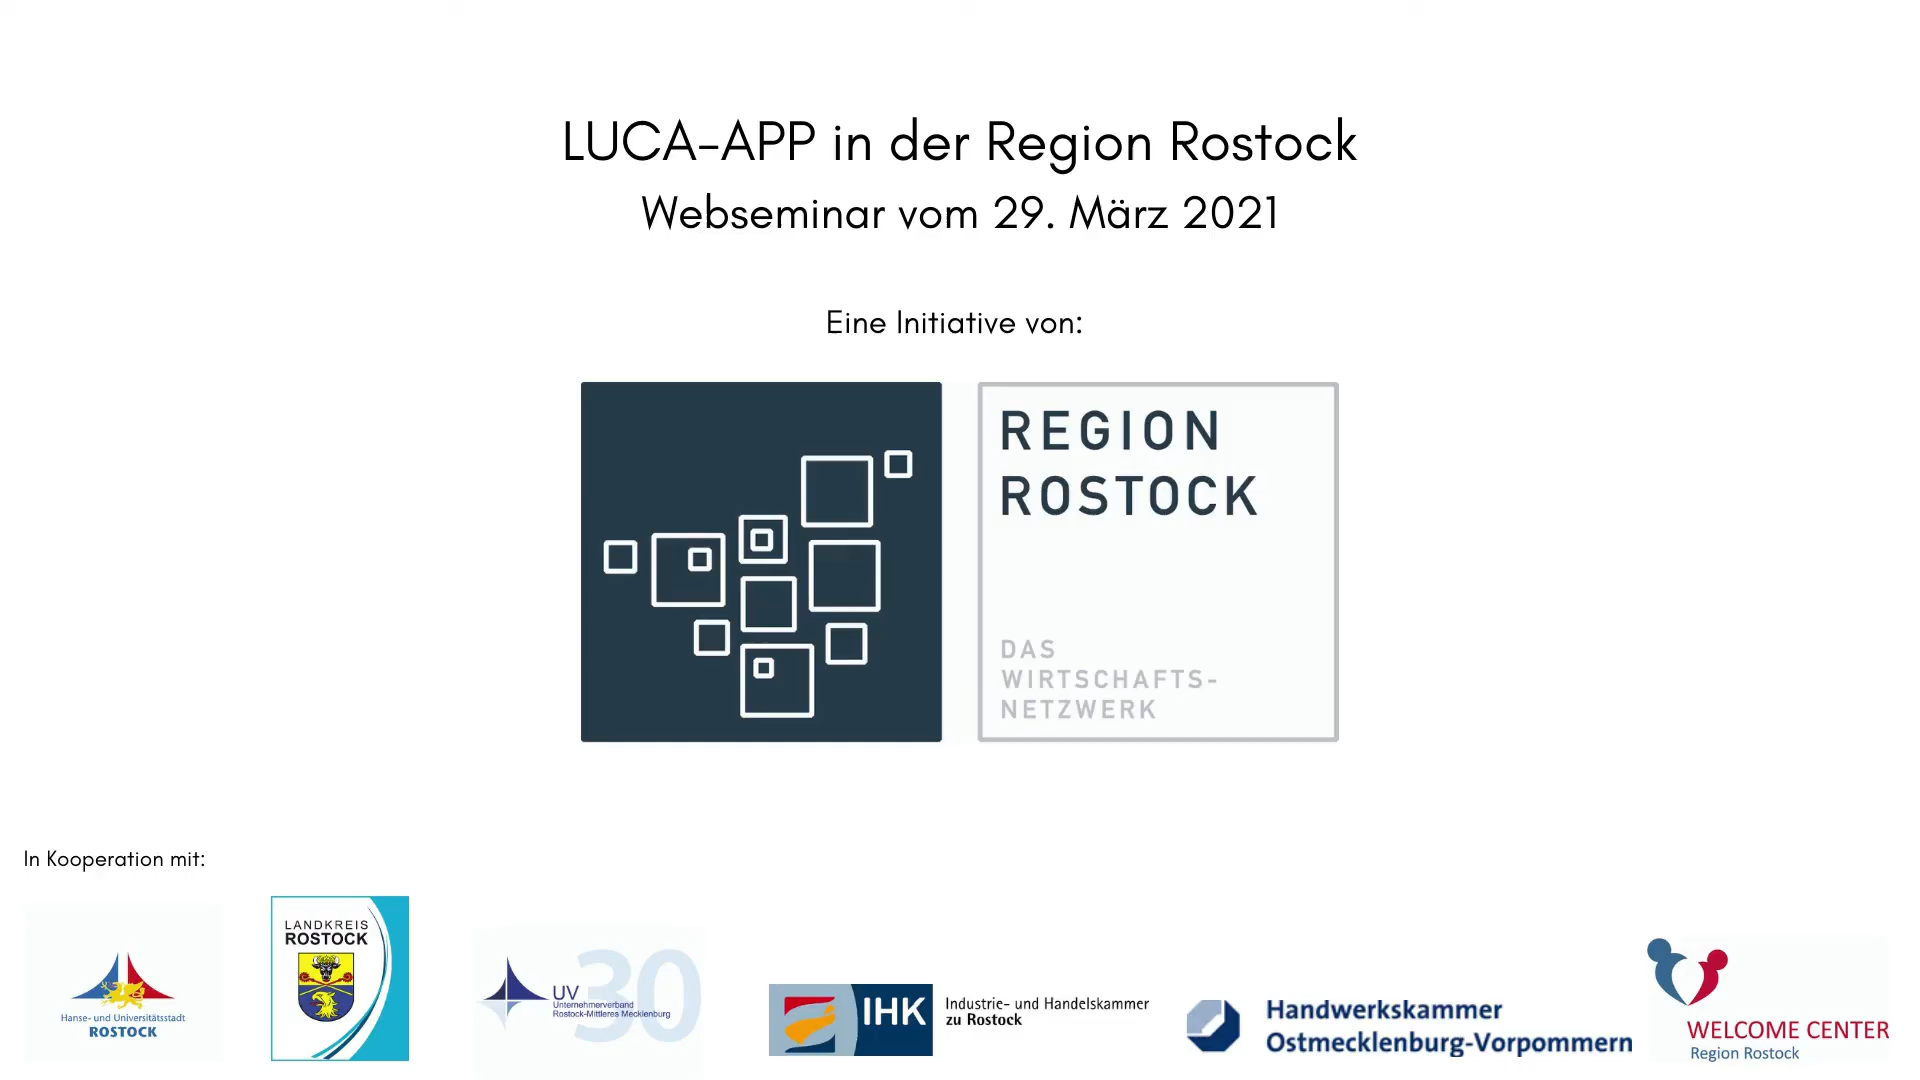 LUCA-APP in der Region Rostock
Webseminar vom 29. März 2021
Eine Initiative von:
REGION
ROSTOCK
DAS
WIRTSCHAFTS-
NETZWERK
In Kooperation mit:
Hanse- und Universitätsstadt
ROSTOCK
LANDKREIS
ROSTOCK
30
UV
Unternehmerverband
Rostock-Mittleres Mecklenburg
IHK
Industrie- und Handelskammer
zu Rostock
Handwerkskammer
Ostmecklenburg-Vorpommern
WELCOME CENTER
Region Rostock